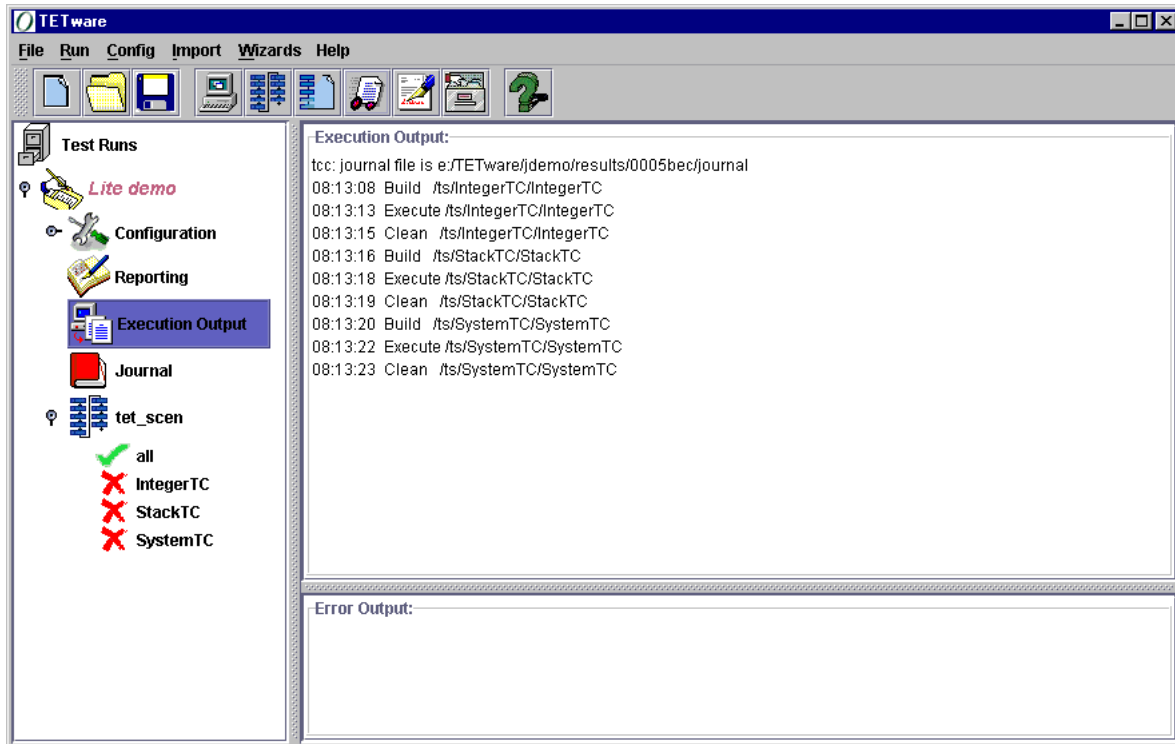 TETware
File Run Config Import Wizards Help
Test Runs
Lite demo
Configuration
Reporting
Execution Output
Journal
tet_scen
all
IntegerTC
StackTC
SystemTC
Execution Output:
tcc: journal file is e:/TETware/jdemo/results/0005bec/journal
08:13:08 Build /ts/IntegerTC/IntegerTC
08:13:13 Execute /ts/IntegerTC/IntegerTC
08:13:15 Clean /ts/IntegerTC/IntegerTC
08:13:16 Build /ts/StackTC/StackTC
08:13:18 Execute /ts/StackTC/StackTC
08:13:19 Clean /ts/StackTC/StackTC
08:13:20 Build /ts/SystemTC/SystemTC
08:13:22 Execute /ts/SystemTC/SystemTC
08:13:23 Clean /ts/SystemTC/SystemTC
Error Output: